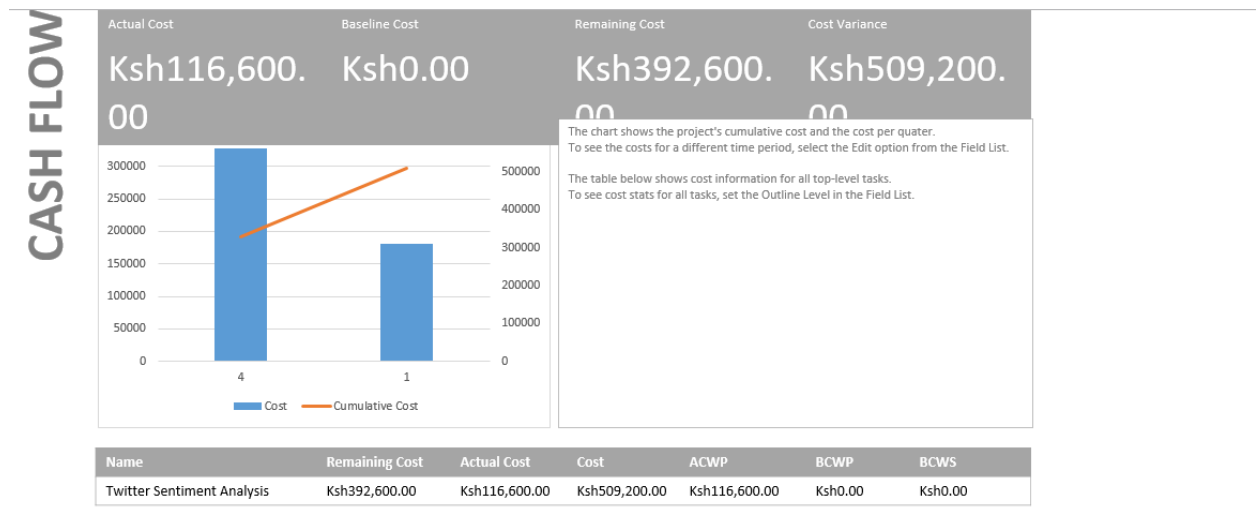 CASH FLOW
Actual Cost
Baseline Cost
Remaining Cost
Cost Variance
Ksh116,600.
00
Ksh0.00
Ksh392,600.
00
Ksh509,200.
00
The chart shows the project's cumulative cost and the cost per quater.
To see the costs for a different time period, select the Edit option from the Field List.
The table below shows cost information for all top-level tasks.
To see cost stats for all tasks, set the Outline Level in the Field List.
300000
250000
200000
150000
100000
50000
0
500000
400000
300000
200000
100000
0
4
1
Cost
Cumulative Cost
Name Remaining Cost Actual Cost Cost ACWP BCWP BCWS
Twitter Sentiment Analysis Ksh392,600.00 Ksh116,600.00 Ksh509,200.00 Ksh116,600.00 Ksh0.00 Ksh0.00